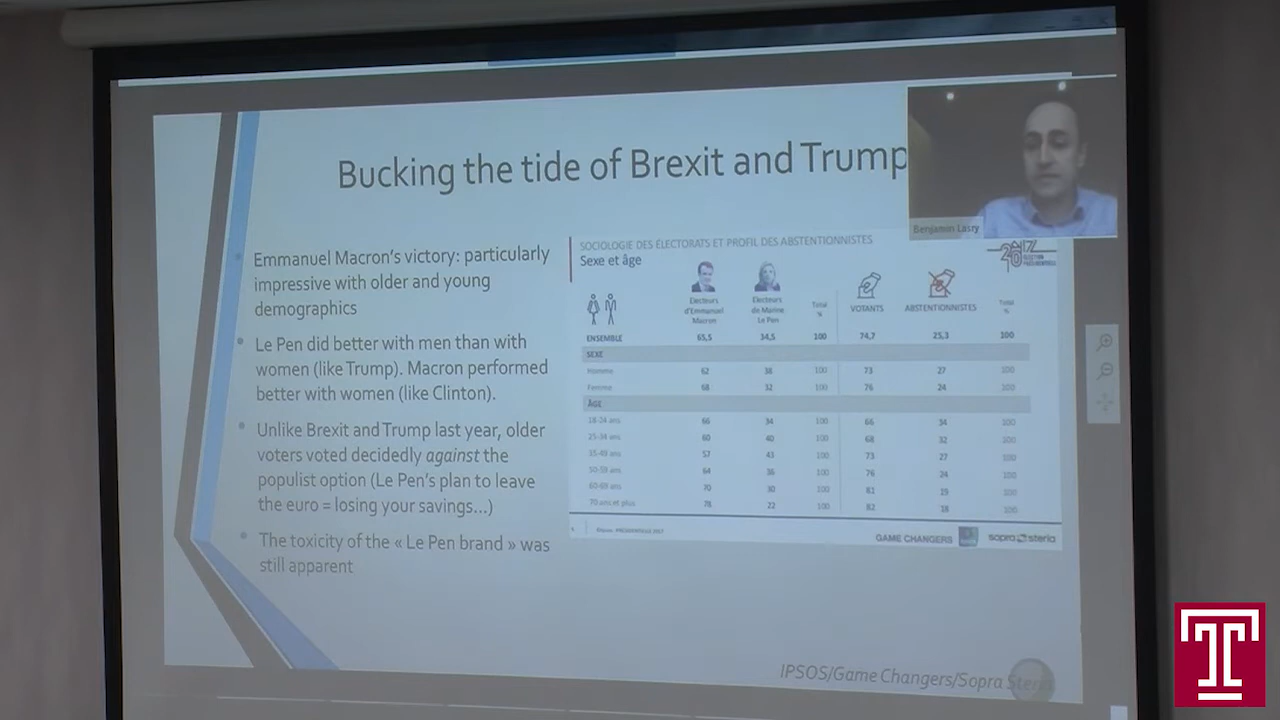 Bucking the tide of Brexit and Trump
Benjamin Lasry
Emmanuel Macron's victory: particularly
impressive with older and young
demographics
Le Pen did better with men than with
women (like Trump). Macron performed
better with women (like Clinton).
Unlike Brexit and Trump last year, older
voters voted decidedly against the
populist option (Le Pen's plan to leave
the euro = losing your savings...)
The toxicity of the « Le Pen brand » was
still apparent
SOCIOLOGIE DES ÉLECTORATS ET PROFIL DES ABSTENTIONNISTES
Sexe et âge
2017
Electeurs d'Emmanuel Macron
Electeurs de Marine Le Pen
Total %
VOTANTS
ABSTENTIONNISTES
Total %
ENSEMBLE 65,5 34,5 100 74,7 25,3 100
SEXE
Homme 62 38 100 73 27 100
Femme 68 32 100 76 24 100
ÂGE
18-24 ans 66 34 100 66 34 100
25-34 ans 60 40 100 68 32 100
35-49 ans 57 43 100 73 27 100
50-59 ans 64 36 100 76 24 100
60-69 ans 70 30 100 81 19 100
70 ans et plus 78 22 100 82 18 100
GAME CHANGERS
sopra steria
IPSOS/Game Changers/Sopra Steria
T